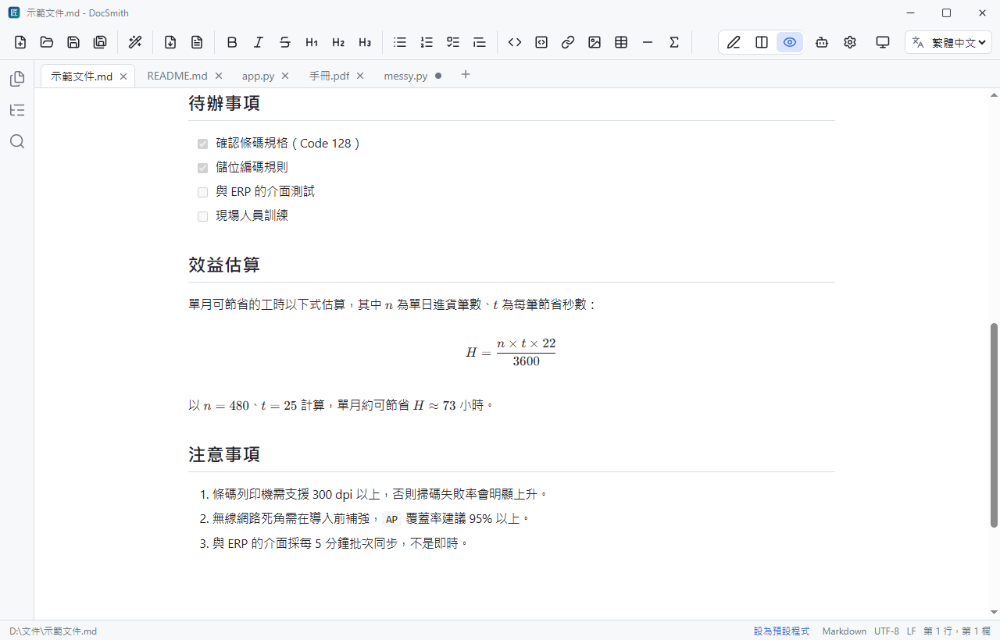 匠 示範文件.md - DocSmith
B I S H1 H2 H3 Σ 繁體中文
示範文件.md README.md app.py 手冊.pdf messy.py
待辦事項
確認條碼規格（Code 128）
儲位編碼規則
與 ERP 的介面測試
現場人員訓練
效益估算
單月可節省的工時以下式估算，其中 n 為單日進貨筆數、t 為每筆節省秒數：
H = \frac{n × t × 22}{3600}
以 n = 480、t = 25 計算，單月約可節省 H ≈ 73 小時。
注意事項
1. 條碼列印機需支援 300 dpi 以上，否則掃碼失敗率會明顯上升。
2. 無線網路死角需在導入前補強，AP 覆蓋率建議 95% 以上。
3. 與 ERP 的介面採每 5 分鐘批次同步，不是即時。
D:\文件\示範文件.md 設為預設程式 Markdown UTF-8 LF 第 1 行，第 1 欄